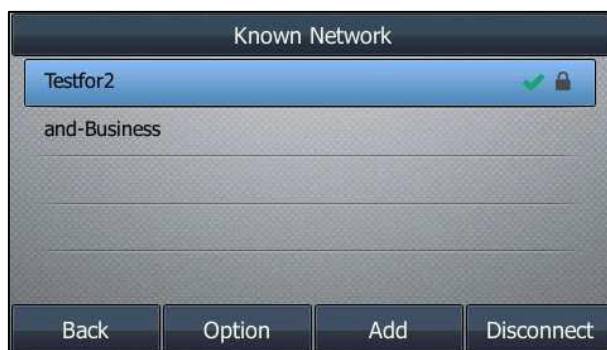 Known Network
Testfor2
and-Business
Back Option Add Disconnect